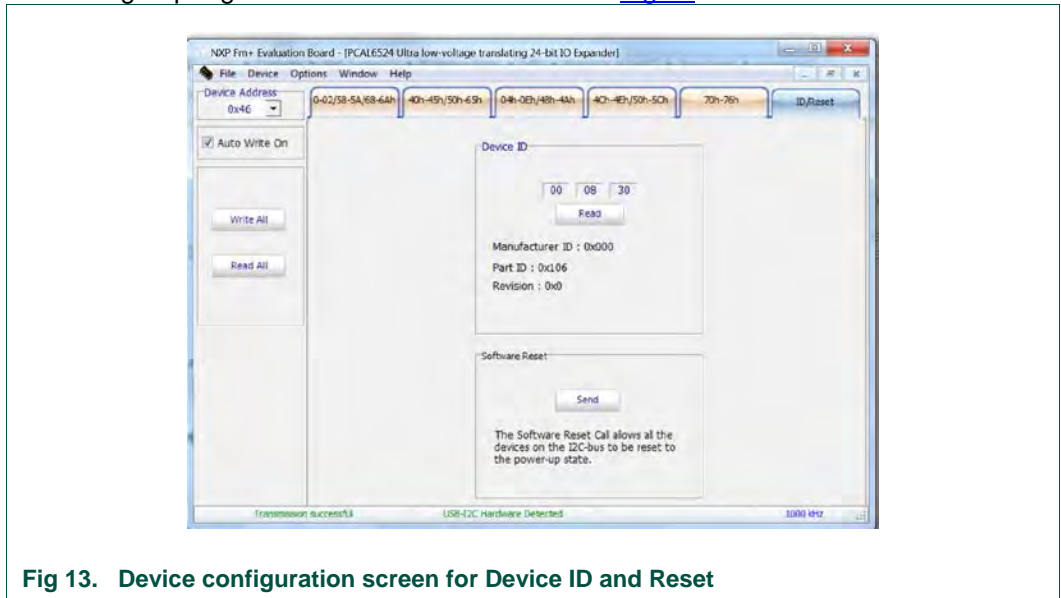 NXP Fm+ Evaluation Board - [PCAL6524 Ultra low-voltage translating 24-bit IO Expander]
File Device Options Window Help
Device Address
0x46
0-02/58-5A/68-6Ah 40h-45h/50h-65h 04h-0Eh/48h-4Ah 4Ch-4Eh/50h-5Ch 70h-76h ID/Reset
Auto Write On
Device ID
00 08 30
Read
Write All
Read All
Manufacturer ID : 0x000
Part ID : 0x106
Revision : 0x0
Software Reset
Send
The Software Reset Cal alows al the
devices on the I2C-bus to be reset to
the power-up state.
Transmission successful USB-I2C Hardware Detected 1000 kHz
Fig 13. Device configuration screen for Device ID and Reset